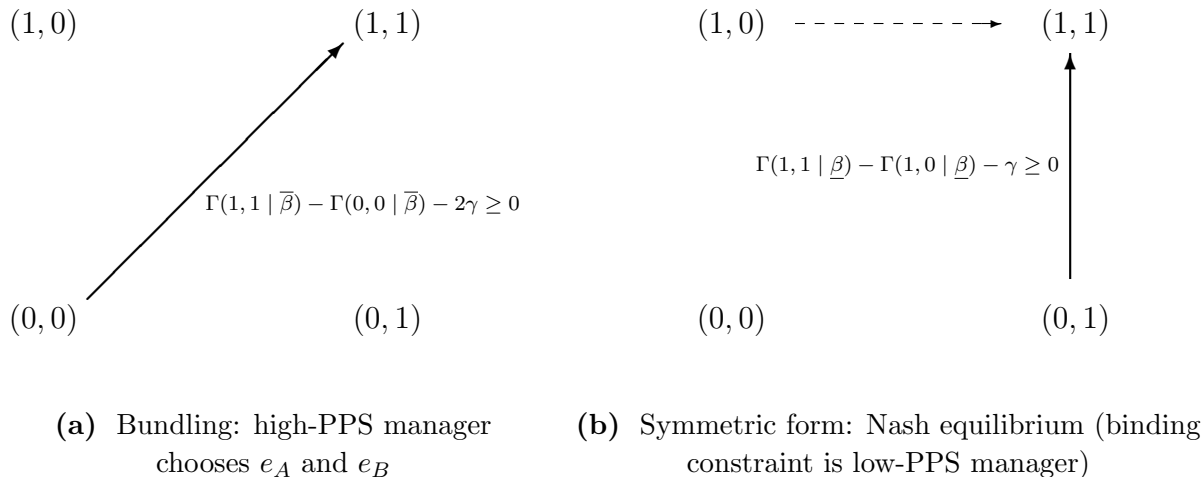 (1, 0) (1, 1) (1, 0) (1, 1)
Γ(1, 1 | β̲) − Γ(1, 0 | β̲) − γ ≥ 0
Γ(1, 1 | β̅) − Γ(0, 0 | β̅) − 2γ ≥ 0
(0, 0) (0, 1) (0, 0) (0, 1)
(a) Bundling: high-PPS manager
chooses e_A and e_B
(b) Symmetric form: Nash equilibrium (binding
constraint is low-PPS manager)